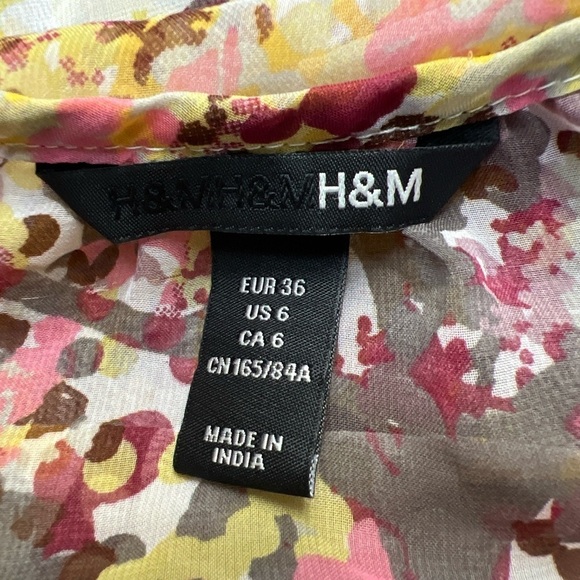 H&MH&MH&M
EUR 36
US 6
CA 6
CN 165/84A
MADE IN
INDIA